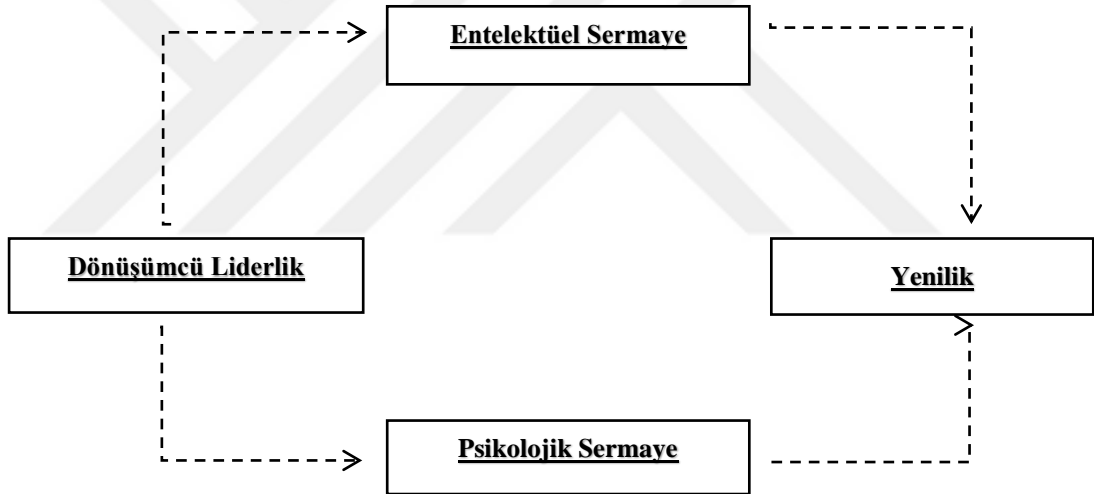 Entelektüel Sermaye
Dönüşümcü Liderlik
Yenilik
Psikolojik Sermaye